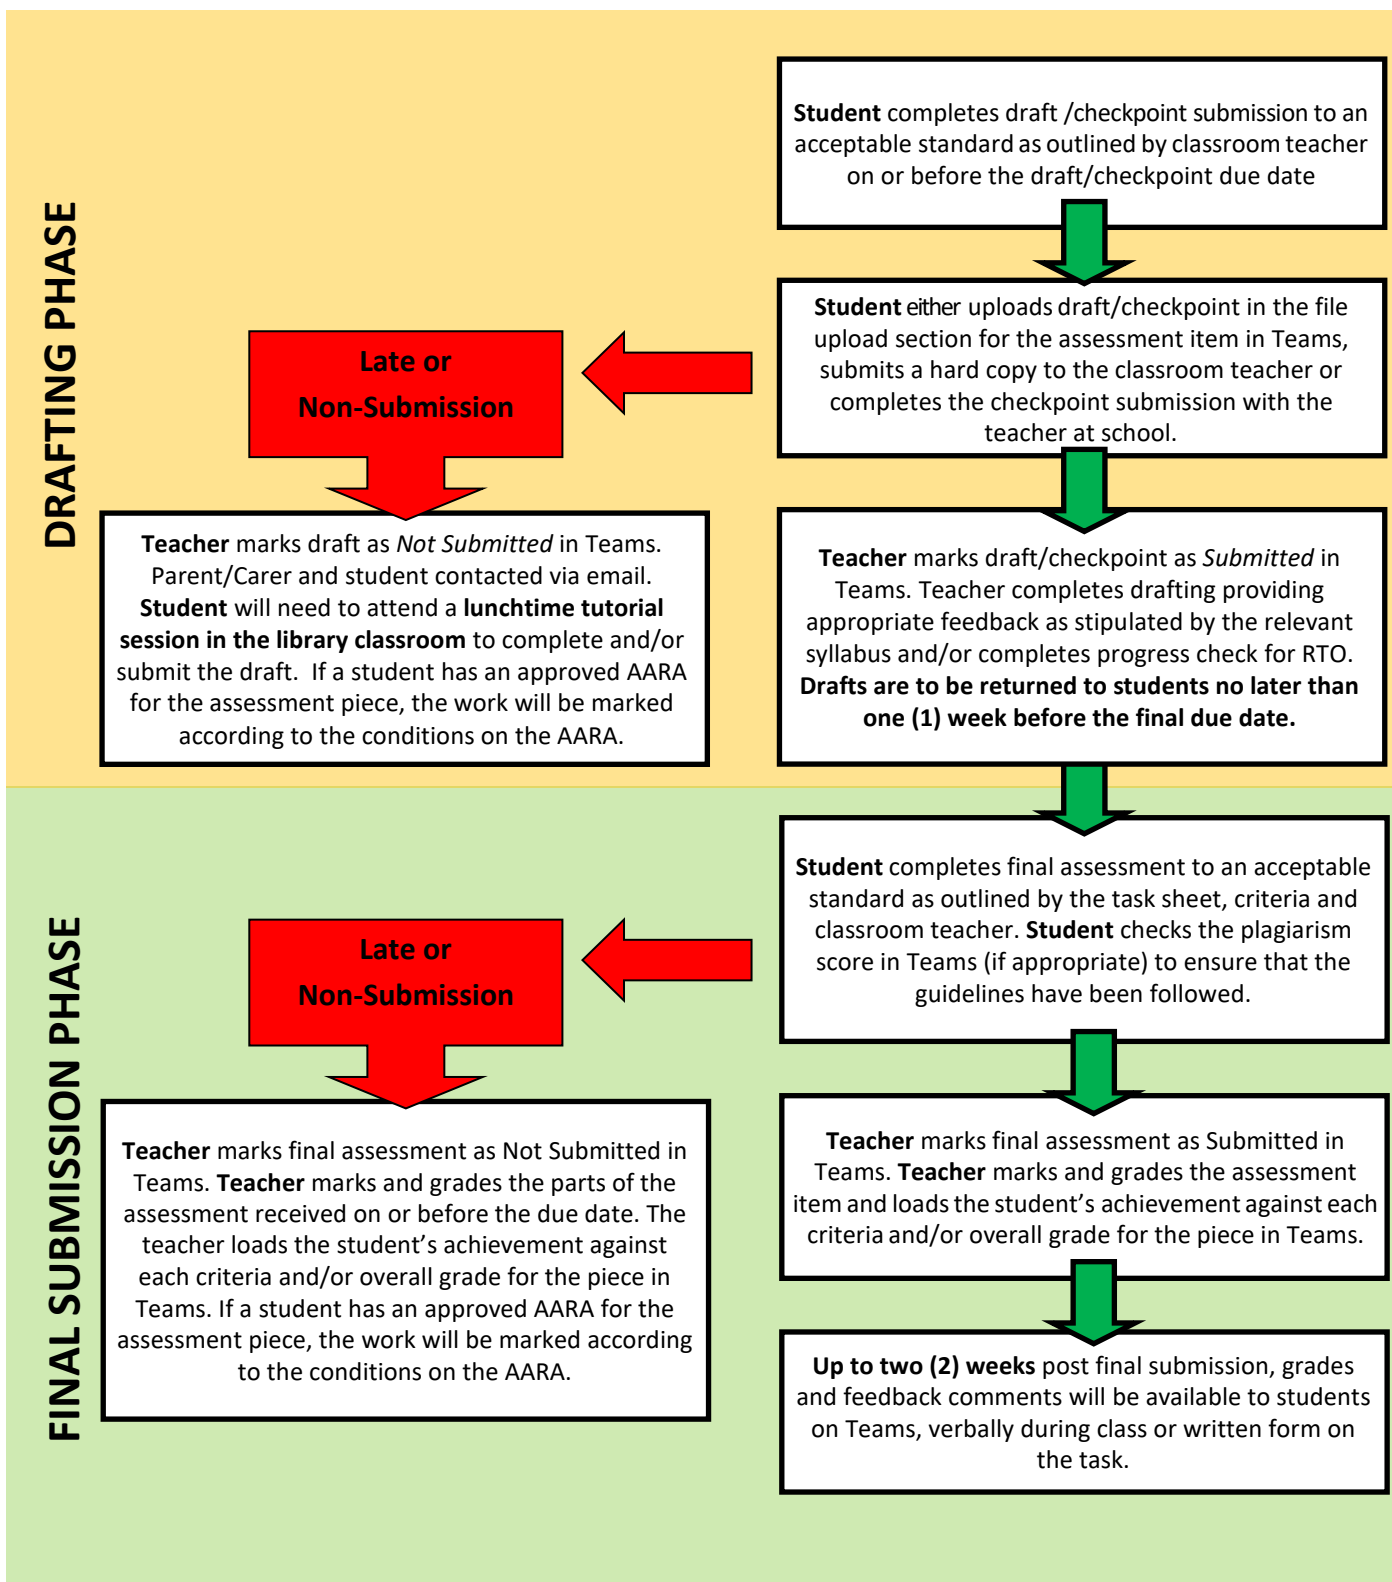 DRAFTING PHASE
Student completes draft /checkpoint submission to an
acceptable standard as outlined by classroom teacher
on or before the draft/checkpoint due date
Student either uploads draft/checkpoint in the file
upload section for the assessment item in Teams,
submits a hard copy to the classroom teacher or
completes the checkpoint submission with the
teacher at school.
Late or
Non-Submission
Teacher marks draft as Not Submitted in Teams.
Parent/Carer and student contacted via email.
Student will need to attend a lunchtime tutorial
session in the library classroom to complete and/or
submit the draft.  If a student has an approved AARA
for the assessment piece, the work will be marked
according to the conditions on the AARA.
Teacher marks draft/checkpoint as Submitted in
Teams. Teacher completes drafting providing
appropriate feedback as stipulated by the relevant
syllabus and/or completes progress check for RTO.
Drafts are to be returned to students no later than
one (1) week before the final due date.
FINAL SUBMISSION PHASE
Student completes final assessment to an acceptable
standard as outlined by the task sheet, criteria and
classroom teacher. Student checks the plagiarism
score in Teams (if appropriate) to ensure that the
guidelines have been followed.
Late or
Non-Submission
Teacher marks final assessment as Not Submitted in
Teams. Teacher marks and grades the parts of the
assessment received on or before the due date. The
teacher loads the student’s achievement against
each criteria and/or overall grade for the piece in
Teams. If a student has an approved AARA for the
assessment piece, the work will be marked according
to the conditions on the AARA.
Teacher marks final assessment as Submitted in
Teams. Teacher marks and grades the assessment
item and loads the student’s achievement against each
criteria and/or overall grade for the piece in Teams.
Up to two (2) weeks post final submission, grades
and feedback comments will be available to students
on Teams, verbally during class or written form on
the task.